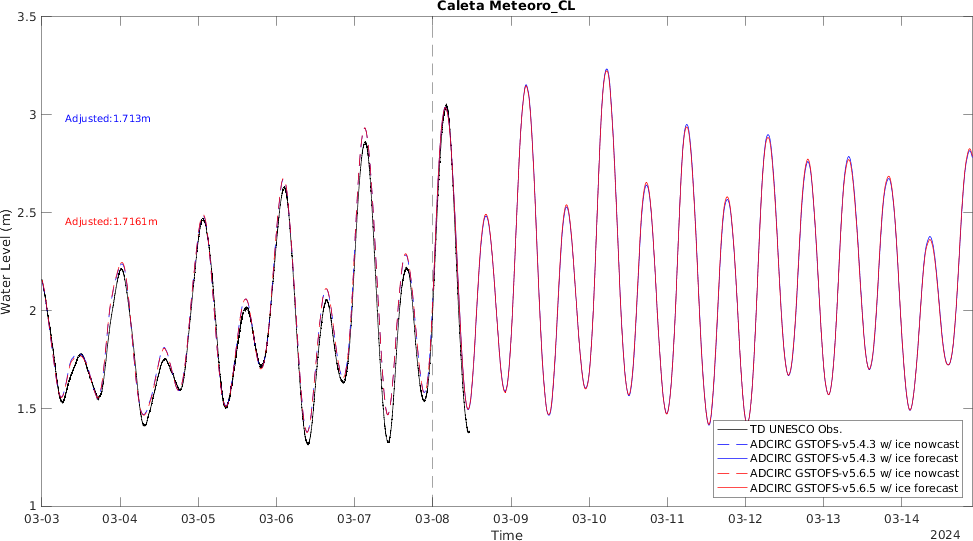 Caleta Meteoro_CL
3.5
3
2.5
2
1.5
1
Water Level (m)
Adjusted:1.713m
Adjusted:1.7161m
TD UNESCO Obs.
ADCIRC GSTOFS-v5.4.3 w/ ice nowcast
ADCIRC GSTOFS-v5.4.3 w/ ice forecast
ADCIRC GSTOFS-v5.6.5 w/ ice nowcast
ADCIRC GSTOFS-v5.6.5 w/ ice forecast
03-03 03-04 03-05 03-06 03-07 03-08 03-09 03-10 03-11 03-12 03-13 03-14
Time
2024